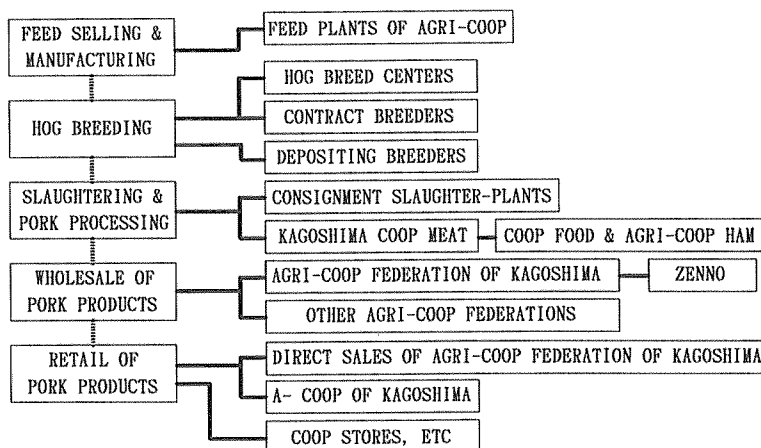 FEED SELLING &
MANUFACTURING
FEED PLANTS OF AGRI-COOP
HOG BREED CENTERS
HOG BREEDING
CONTRACT BREEDERS
DEPOSITING BREEDERS
SLAUGHTERING &
PORK PROCESSING
CONSIGNMENT SLAUGHTER-PLANTS
KAGOSHIMA COOP MEAT
COOP FOOD & AGRI-COOP HAM
WHOLESALE OF
PORK PRODUCTS
AGRI-COOP FEDERATION OF KAGOSHIMA
ZENNO
OTHER AGRI-COOP FEDERATIONS
RETAIL OF
PORK PRODUCTS
DIRECT SALES OF AGRI-COOP FEDERATION OF KAGOSHIMA
A- COOP OF KAGOSHIMA
COOP STORES, ETC